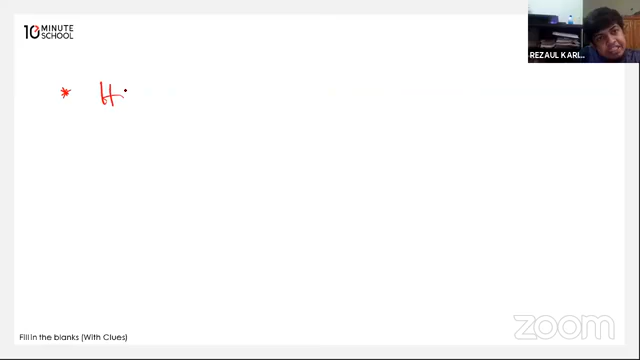 10 MINUTE SCHOOL
REZAUL KARI...
* H
Fill in the blanks (With Clues)
zoom